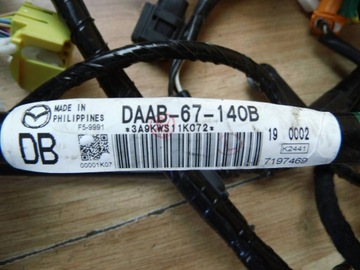 MADE IN
PHILIPPINES
F5-9991
DB
00001K07
DAAB-67-140B
*3A9KWS11K072*
19 0002
K2441
7197469